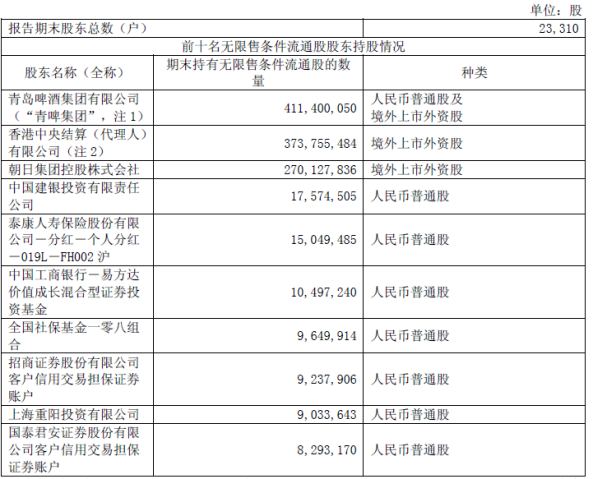 单位：股
报告期末股东总数（户） 23,310
前十名无限售条件流通股股东持股情况
股东名称（全称） 期末持有无限售条件流通股的数
量 种类
青岛啤酒集团有限公司
（“青啤集团”，注1） 411,400,050 人民币普通股及
境外上市外资股
香港中央结算（代理人）
有限公司（注2） 373,755,484 境外上市外资股
朝日集团控股株式会社 270,127,836 境外上市外资股
中国建银投资有限责任
公司 17,574,505 人民币普通股
泰康人寿保险股份有限
公司－分红－个人分红
－019L－FH002 沪 15,049,485 人民币普通股
中国工商银行－易方达
价值成长混合型证券投
资基金 10,497,240 人民币普通股
全国社保基金一零八组
合 9,649,914 人民币普通股
招商证券股份有限公司
客户信用交易担保证券
账户 9,237,906 人民币普通股
上海重阳投资有限公司 9,033,643 人民币普通股
国泰君安证券股份有限
公司客户信用交易担保
证券账户 8,293,170 人民币普通股